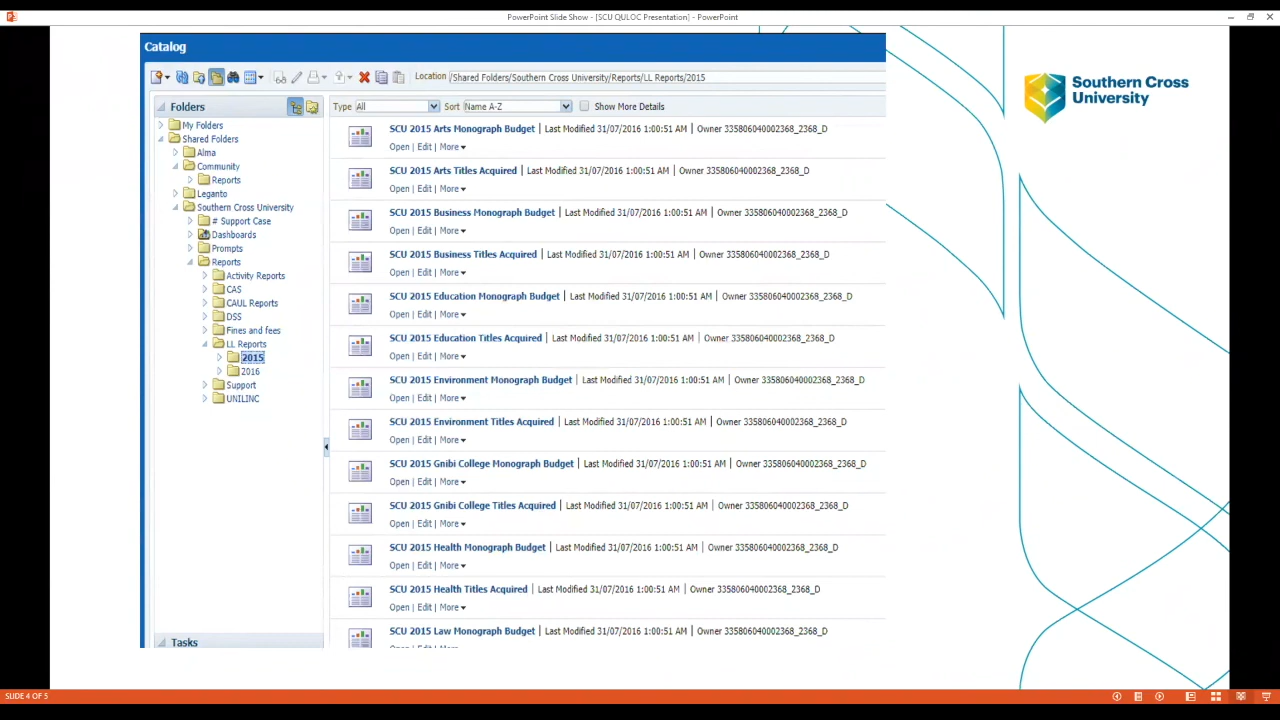 PowerPoint Slide Show - [SCU QULOC Presentation] - PowerPoint
Catalog
Location /Shared Folders/Southern Cross University/Reports/LL Reports/2015
Folders
My Folders
Shared Folders
Alma
Community
Reports
Leganto
Southern Cross University
# Support Case
Dashboards
Prompts
Reports
Activity Reports
CAS
CAUL Reports
DSS
Fines and fees
LL Reports
2015
2016
Support
UNILINC
Tasks
Type All Sort Name A-Z Show More Details
SCU 2015 Arts Monograph Budget | Last Modified 31/07/2016 1:00:51 AM | Owner 335806040002368_2368_D
Open | Edit | More
SCU 2015 Arts Titles Acquired | Last Modified 31/07/2016 1:00:51 AM | Owner 335806040002368_2368_D
Open | Edit | More
SCU 2015 Business Monograph Budget | Last Modified 31/07/2016 1:00:51 AM | Owner 335806040002368_2368_D
Open | Edit | More
SCU 2015 Business Titles Acquired | Last Modified 31/07/2016 1:00:51 AM | Owner 335806040002368_2368_D
Open | Edit | More
SCU 2015 Education Monograph Budget | Last Modified 31/07/2016 1:00:51 AM | Owner 335806040002368_2368_D
Open | Edit | More
SCU 2015 Education Titles Acquired | Last Modified 31/07/2016 1:00:51 AM | Owner 335806040002368_2368_D
Open | Edit | More
SCU 2015 Environment Monograph Budget | Last Modified 31/07/2016 1:00:51 AM | Owner 335806040002368_2368_D
Open | Edit | More
SCU 2015 Environment Titles Acquired | Last Modified 31/07/2016 1:00:51 AM | Owner 335806040002368_2368_D
Open | Edit | More
SCU 2015 Gnibi College Monograph Budget | Last Modified 31/07/2016 1:00:51 AM | Owner 335806040002368_2368_D
Open | Edit | More
SCU 2015 Gnibi College Titles Acquired | Last Modified 31/07/2016 1:00:51 AM | Owner 335806040002368_2368_D
Open | Edit | More
SCU 2015 Health Monograph Budget | Last Modified 31/07/2016 1:00:51 AM | Owner 335806040002368_2368_D
Open | Edit | More
SCU 2015 Health Titles Acquired | Last Modified 31/07/2016 1:00:51 AM | Owner 335806040002368_2368_D
Open | Edit | More
SCU 2015 Law Monograph Budget | Last Modified 31/07/2016 1:00:51 AM | Owner 335806040002368_2368_D
Southern Cross
University
SLIDE 4 OF 5